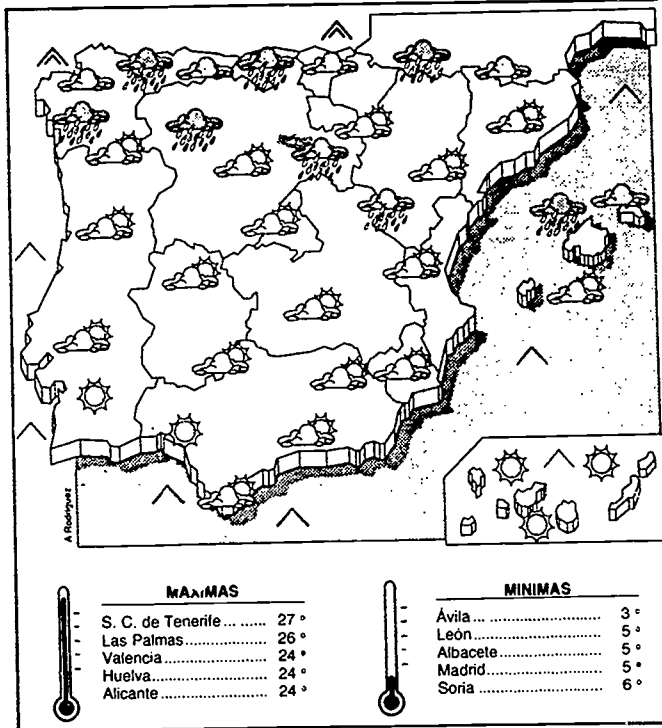 A Rodríguez
MAXIMAS
S. C. de Tenerife ... ........ 27 °
Las Palmas ................... 26 °
Valencia ........................ 24 °
Huelva ........................... 24 °
Alicante ......................... 24 °
MINIMAS
Ávila ... ......................... 3 °
León .............................. 5 °
Albacete ........................ 5 °
Madrid ........................... 5 °
Soria .............................. 6 °